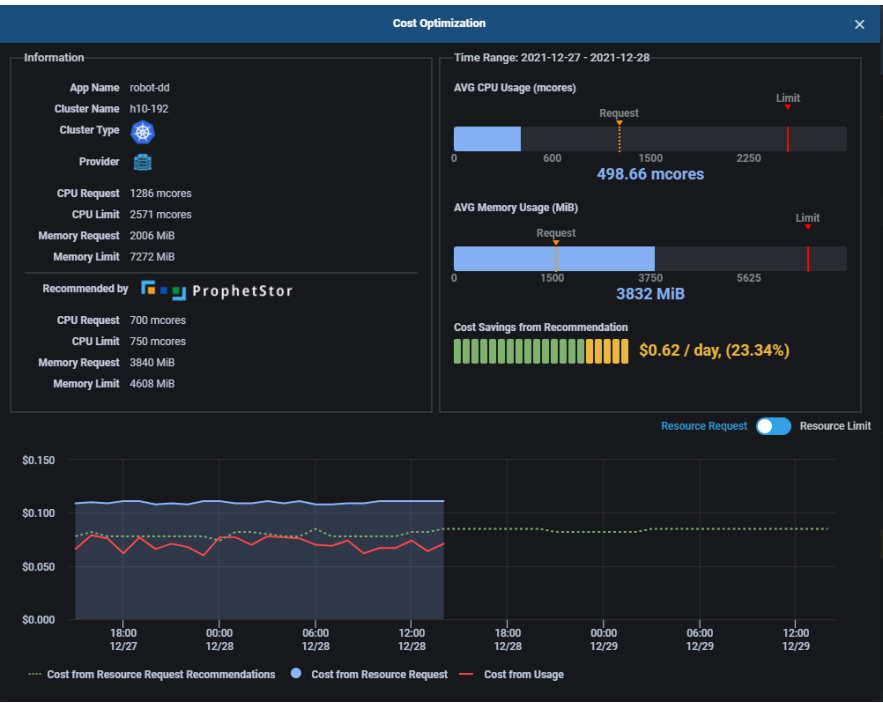 Cost Optimization
Information
App Name robot-dd
Cluster Name h10-192
Cluster Type
Provider
CPU Request 1286 mcores
CPU Limit 2571 mcores
Memory Request 2006 MiB
Memory Limit 7272 MiB
Recommended by ProphetStor
CPU Request 700 mcores
CPU Limit 750 mcores
Memory Request 3840 MiB
Memory Limit 4608 MiB
Time Range: 2021-12-27 - 2021-12-28
AVG CPU Usage (mcores)
Limit
Request
0 600 1500 2250
498.66 mcores
AVG Memory Usage (MiB)
Limit
Request
0 1500 3750 5625
3832 MiB
Cost Savings from Recommendation
$0.62 / day, (23.34%)
Resource Request Resource Limit
$0.150
$0.100
$0.050
$0.000
18:00 00:00 06:00 12:00 18:00 00:00 06:00 12:00
12/27 12/28 12/28 12/28 12/28 12/29 12/29 12/29
Cost from Resource Request Recommendations Cost from Resource Request Cost from Usage